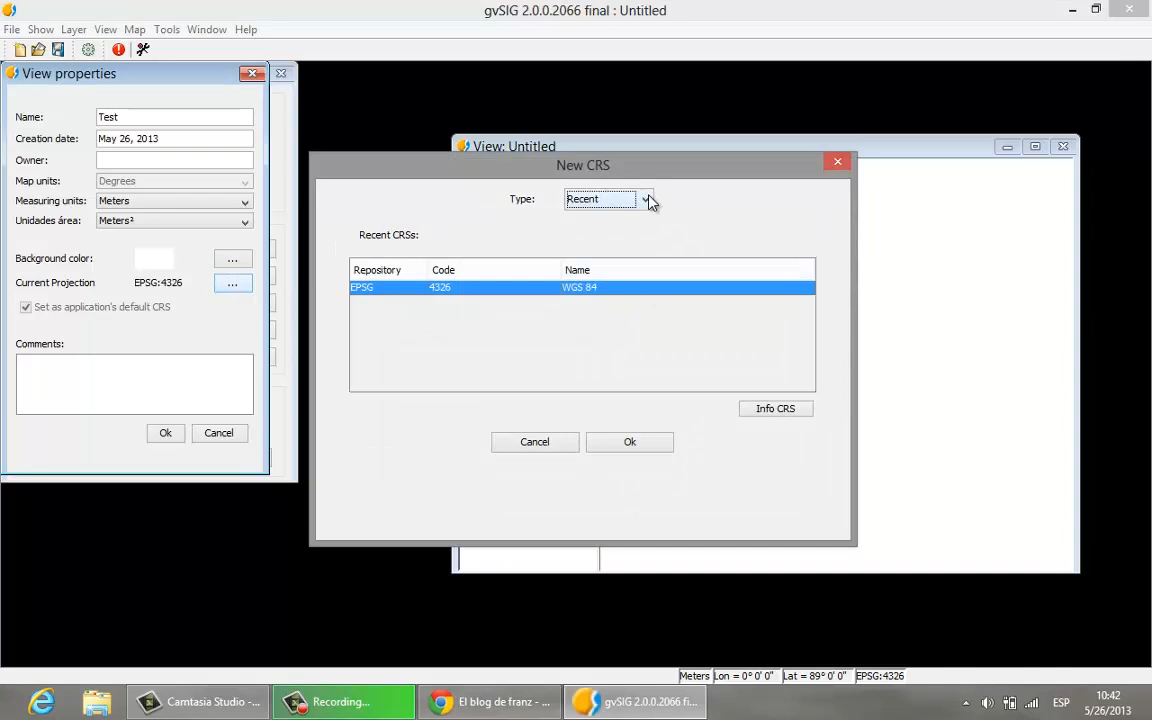 gvSIG 2.0.0.2066 final : Untitled
File Show Layer View Map Tools Window Help
View properties
Name: Test
Creation date: May 26, 2013
Owner:
Map units: Degrees
Measuring units: Meters
Unidades área: Meters²
Background color: ...
Current Projection EPSG:4326 ...
Set as application's default CRS
Comments:
Ok Cancel
View: Untitled
New CRS
Type: Recent
Recent CRSs:
Repository Code Name
EPSG 4326 WGS 84
Info CRS
Cancel Ok
Meters Lon = 0° 0' 0" Lat = 89° 0' 0" EPSG:4326
Camtasia Studio -... Recording... El blog de franz - ... gvSIG 2.0.0.2066 fi... ESP 10:42
5/26/2013